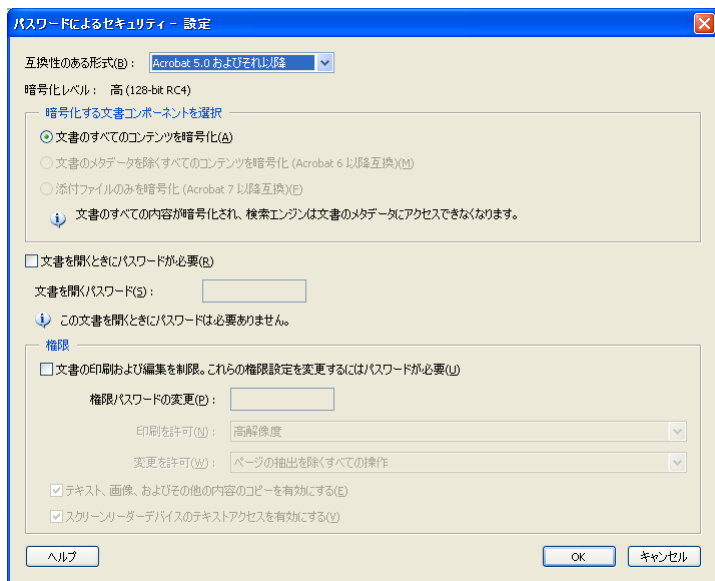 パスワードによるセキュリティ - 設定
互換性のある形式(B): Acrobat 5.0 およびそれ以降
暗号化レベル: 高 (128-bit RC4)
暗号化する文書コンポーネントを選択
文書のすべてのコンテンツを暗号化(A)
文書のメタデータを除くすべてのコンテンツを暗号化 (Acrobat 6 以降互換)(M)
添付ファイルのみを暗号化 (Acrobat 7 以降互換)(F)
文書のすべての内容が暗号化され、検索エンジンは文書のメタデータにアクセスできなくなります。
文書を開くときにパスワードが必要(R)
文書を開くパスワード(S):
この文書を開くときにパスワードは必要ありません。
権限
文書の印刷および編集を制限。これらの権限設定を変更するにはパスワードが必要(U)
権限パスワードの変更(P):
印刷を許可(N): 高解像度
変更を許可(W): ページの抽出を除くすべての操作
テキスト、画像、およびその他の内容のコピーを有効にする(E)
スクリーンリーダーデバイスのテキストアクセスを有効にする(V)
ヘルプ OK キャンセル